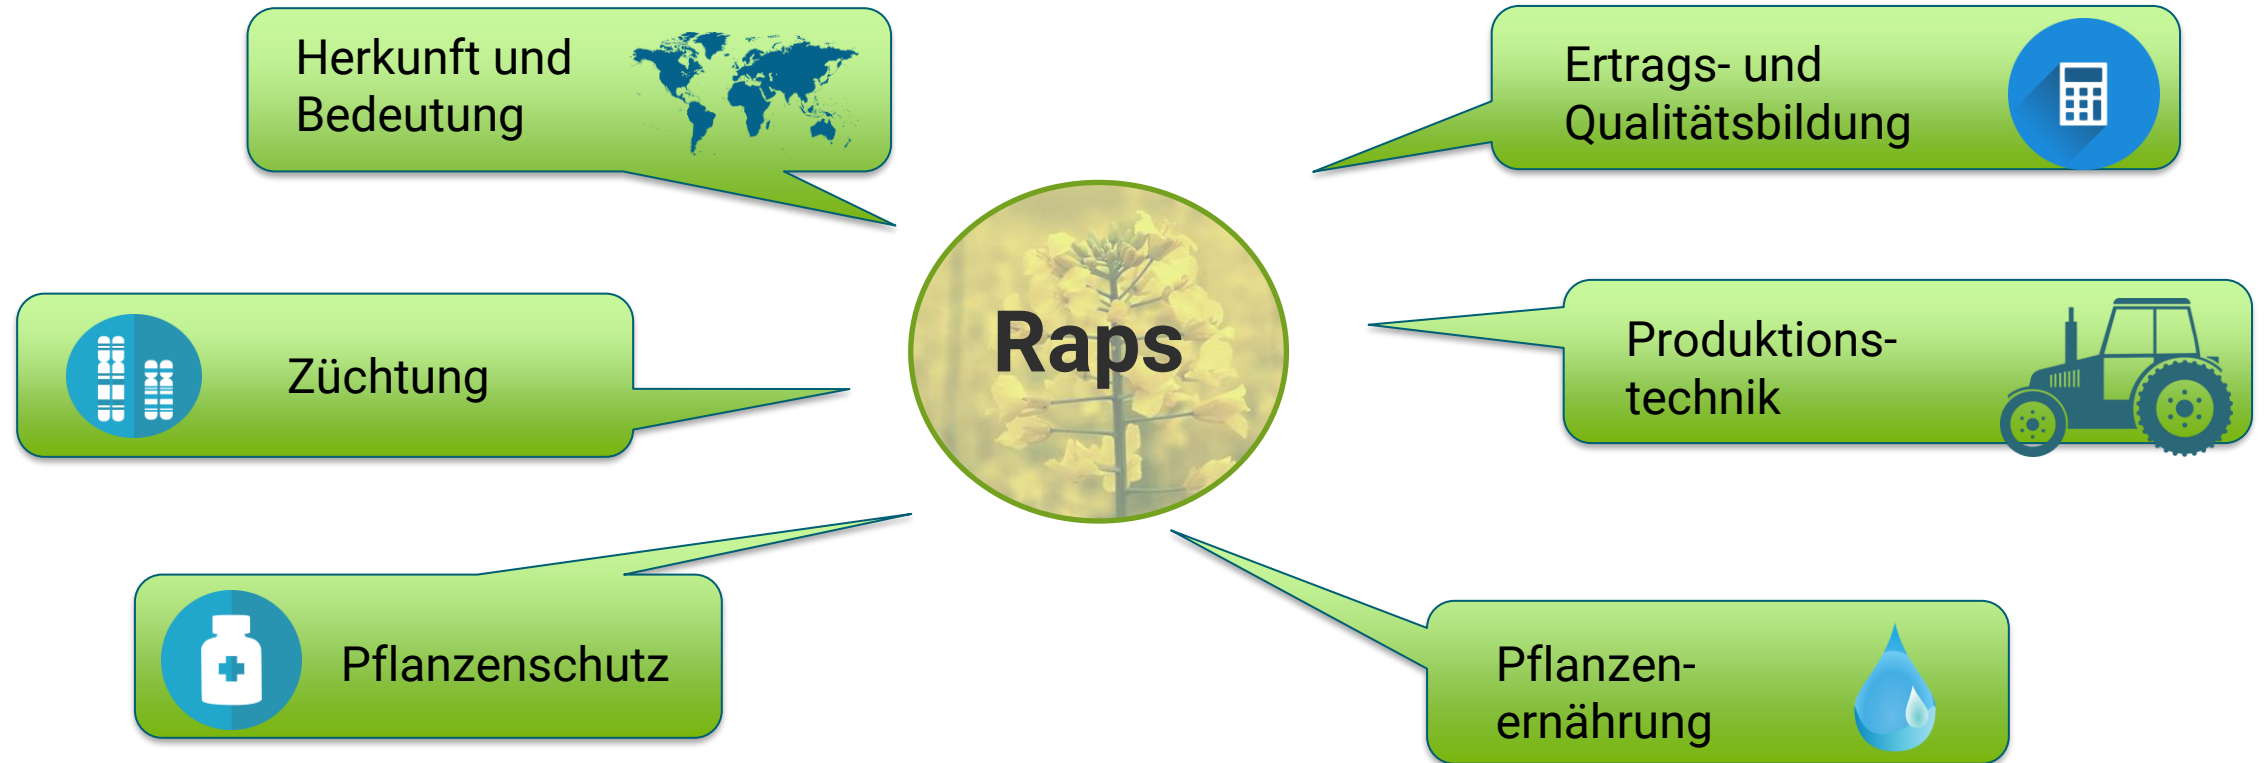 Herkunft und
Bedeutung
Ertrags- und
Qualitätsbildung
Raps
Züchtung
Produktions-
technik
Pflanzenschutz
Pflanzen-
ernährung